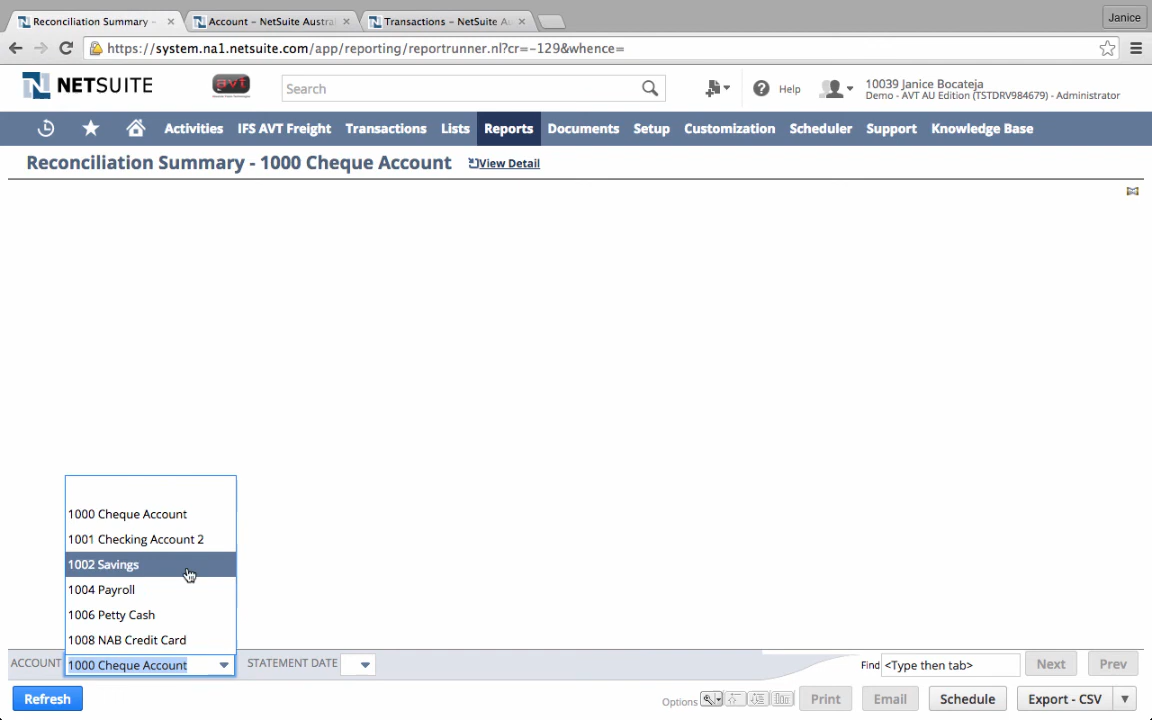 Reconciliation Summary -
Account – NetSuite Austra
Transactions – NetSuite A
Janice
https://system.na1.netsuite.com/app/reporting/reportrunner.nl?cr=-129&whence=
NETSUITE
avt
Search
Help
10039 Janice Bocateja
Demo - AVT AU Edition (TSTDRV984679) - Administrator
Activities
IFS AVT Freight
Transactions
Lists
Reports
Documents
Setup
Customization
Scheduler
Support
Knowledge Base
Reconciliation Summary - 1000 Cheque Account
View Detail
1000 Cheque Account
1001 Checking Account 2
1002 Savings
1004 Payroll
1006 Petty Cash
1008 NAB Credit Card
ACCOUNT
1000 Cheque Account
STATEMENT DATE
Find
<Type then tab>
Next
Prev
Refresh
Options
Print
Email
Schedule
Export - CSV